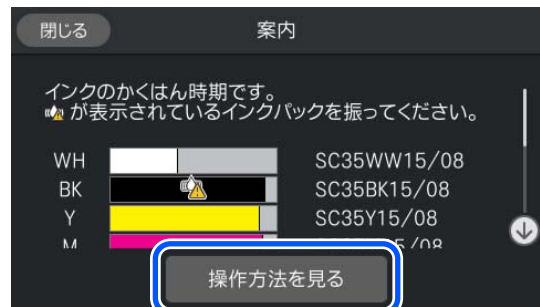 閉じる
案内
インクのかくはん時期です。
が表示されているインクパックを振ってください。
WH SC35WW15/08
BK SC35BK15/08
Y SC35Y15/08
M 5/08
操作方法を見る